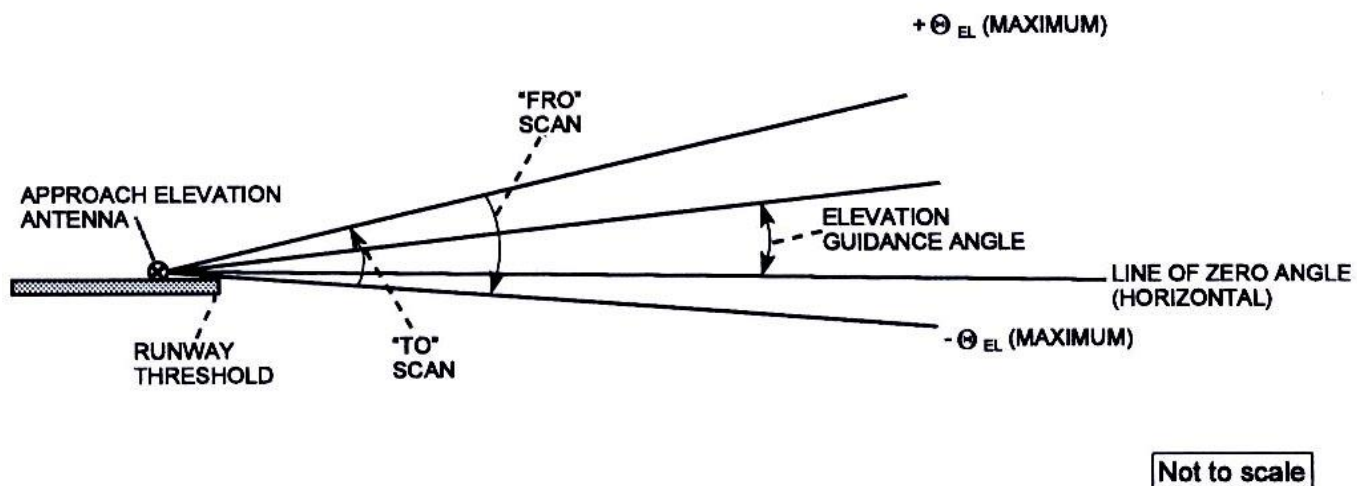 + Θ EL (MAXIMUM)
"FRO"
SCAN
APPROACH ELEVATION
ANTENNA
ELEVATION
GUIDANCE ANGLE
LINE OF ZERO ANGLE
(HORIZONTAL)
RUNWAY
THRESHOLD
"TO"
SCAN
- Θ EL (MAXIMUM)
Not to scale